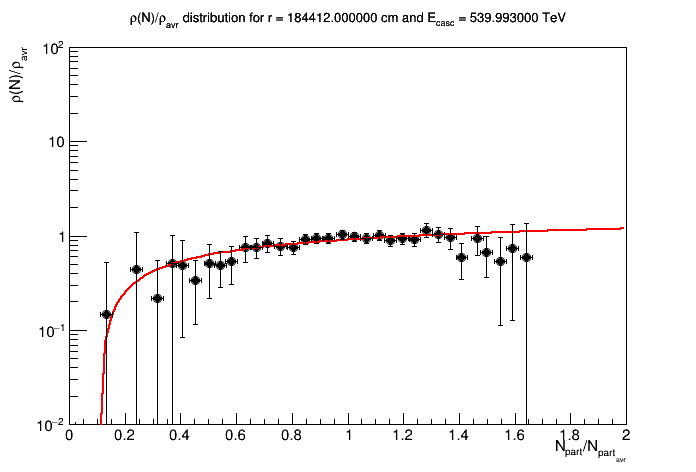 ρ(N)/ρavr distribution for r = 184412.000000 cm and Ecasc = 539.993000 TeV
ρ(N)/ρavr
10²
10
1
10⁻¹
10⁻²
0 0.2 0.4 0.6 0.8 1 1.2 1.4 1.6 1.8 2
Npart/Npartavr